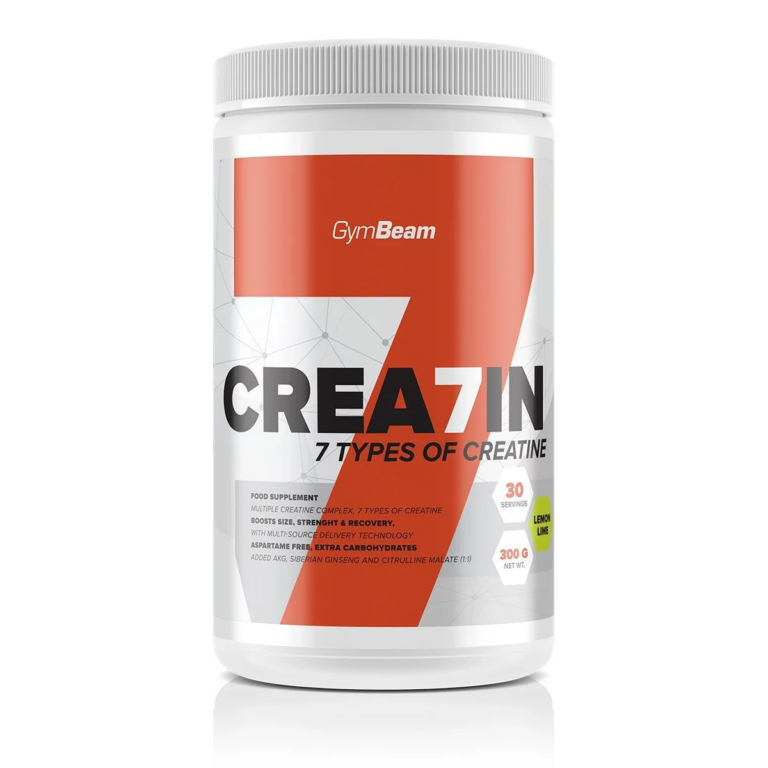 GymBeam
CREA7IN
7 TYPES OF CREATINE
FOOD SUPPLEMENT
MULTIPLE CREATINE COMPLEX, 7 TYPES OF CREATINE
BOOSTS SIZE, STRENGHT & RECOVERY,
WITH MULTI-SOURCE DELIVERY TECHNOLOGY
ASPARTAME FREE, EXTRA CARBOHYDRATES
ADDED AKG, SIBERIAN GINSENG AND CITRULLINE MALATE (1:1)
30
SERVINGS
LEMON
LIME
300 G
NET WT.